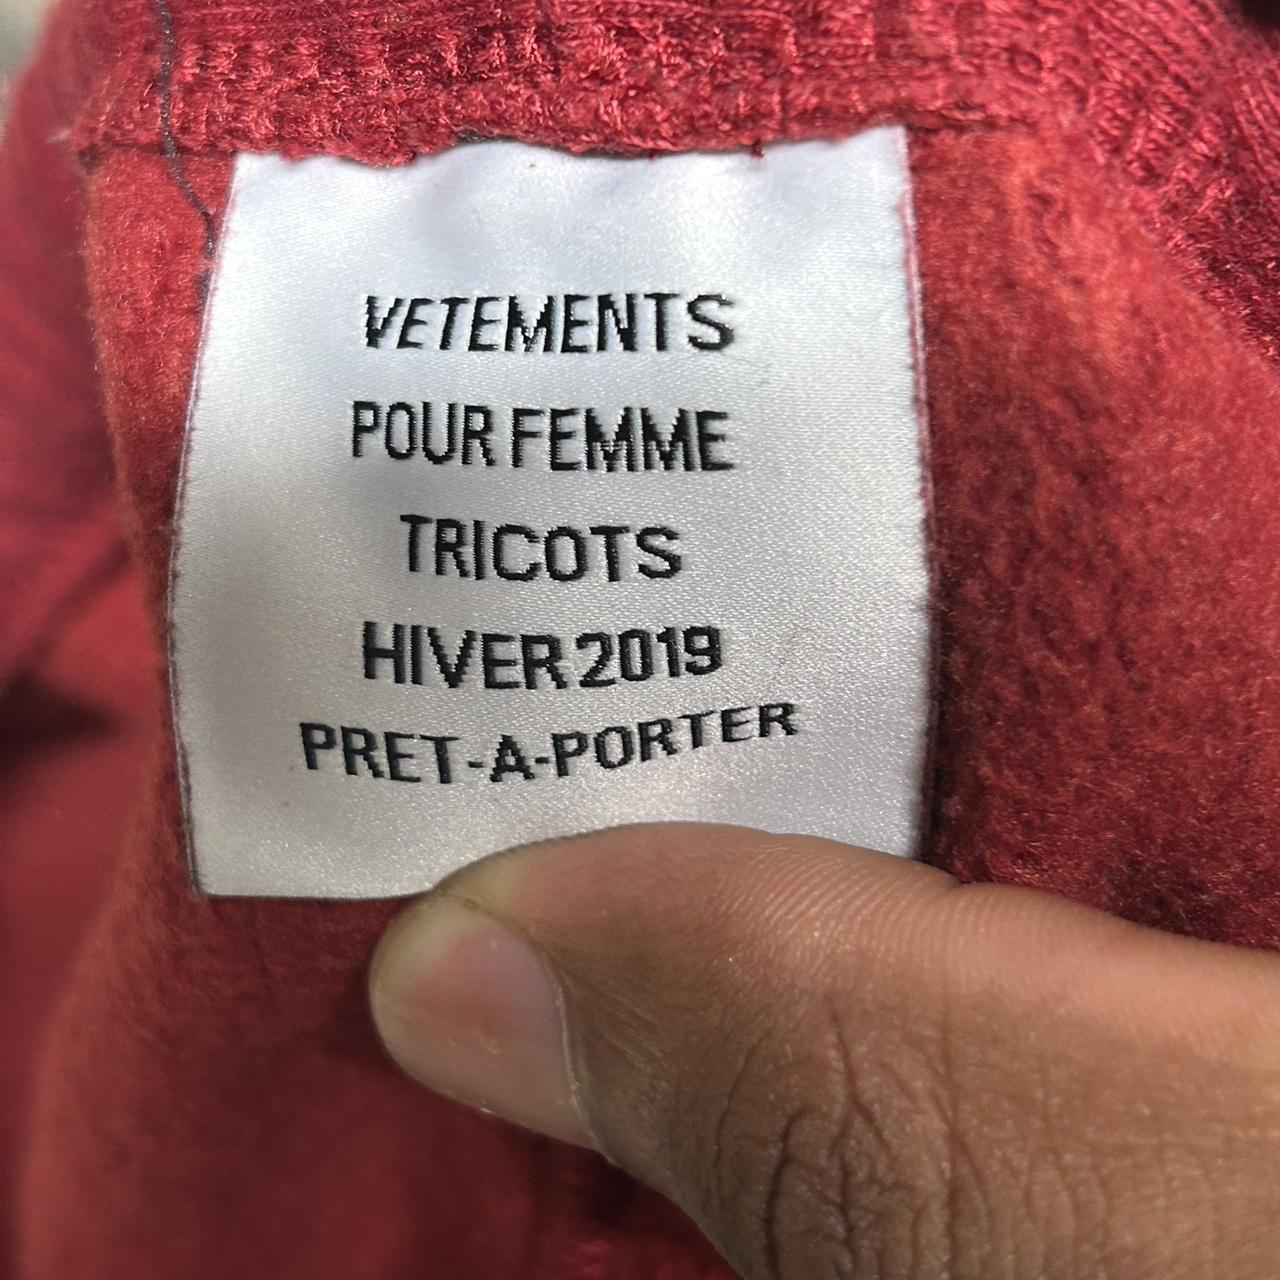 VETEMENTS
POUR FEMME
TRICOTS
HIVER 2019
PRET-A-PORTER